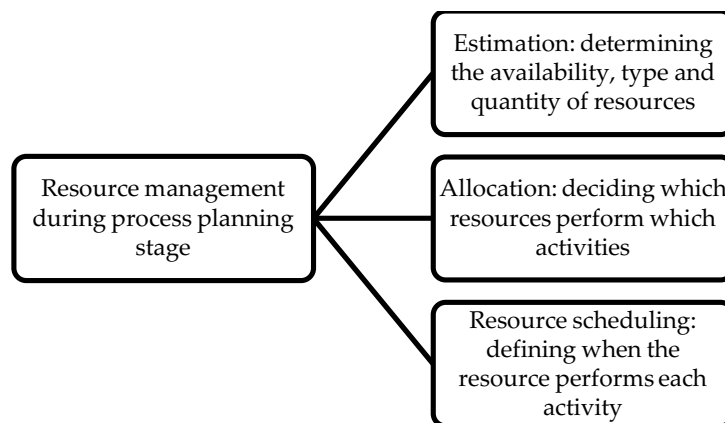 Estimation: determining
the availability, type and
quantity of resources
Resource management
during process planning
stage
Allocation: deciding which
resources perform which
activities
Resource scheduling:
defining when the
resource performs each
activity